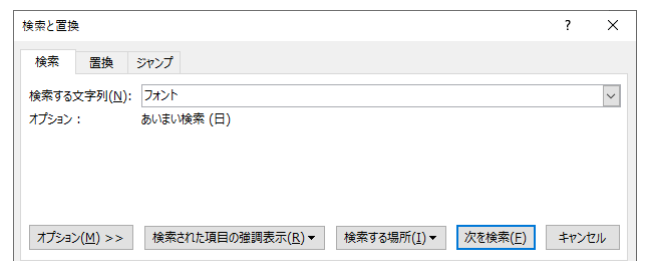 検索と置換 ? ×
検索 置換 ジャンプ
検索する文字列(N): フォント
オプション： あいまい検索 (日)
オプション(M) >> 検索された項目の強調表示(R)▼ 検索する場所(I)▼ 次を検索(F) キャンセル